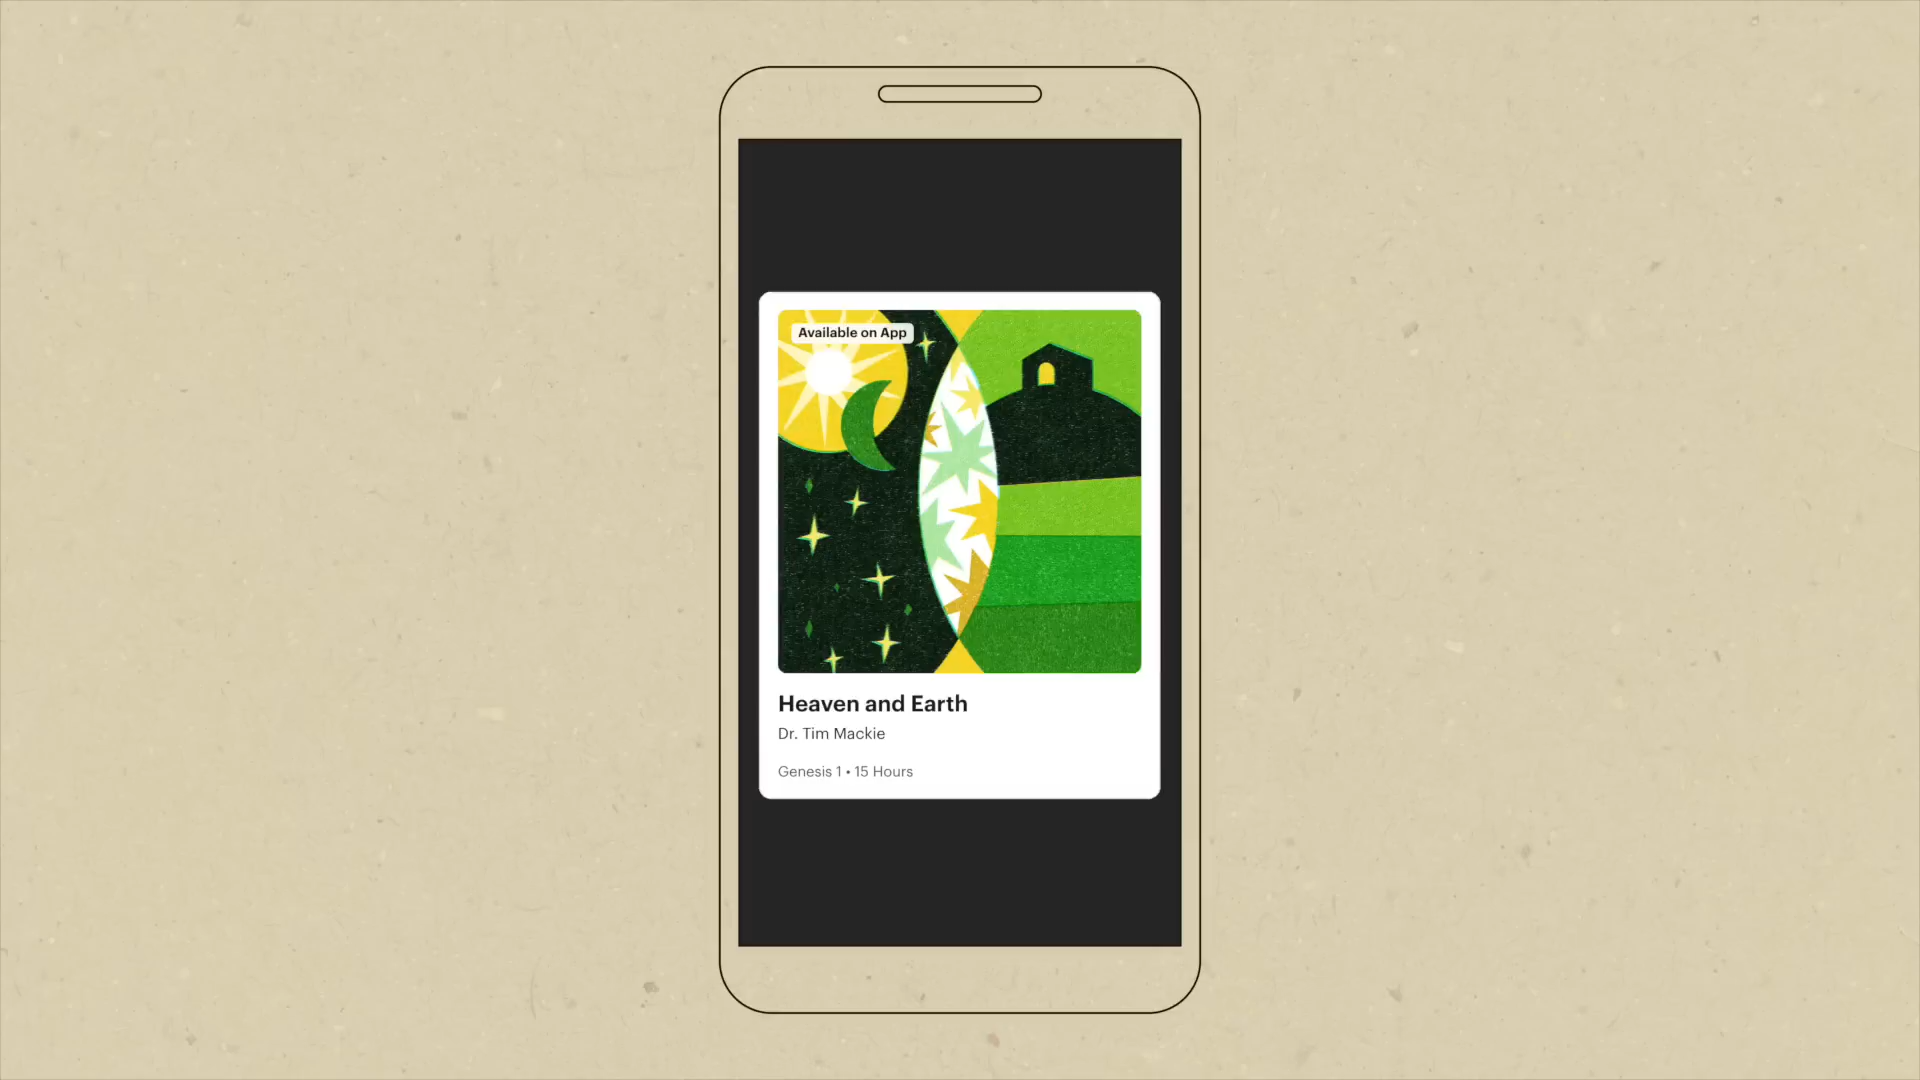 Available on App
Heaven and Earth
Dr. Tim Mackie
Genesis 1 • 15 Hours